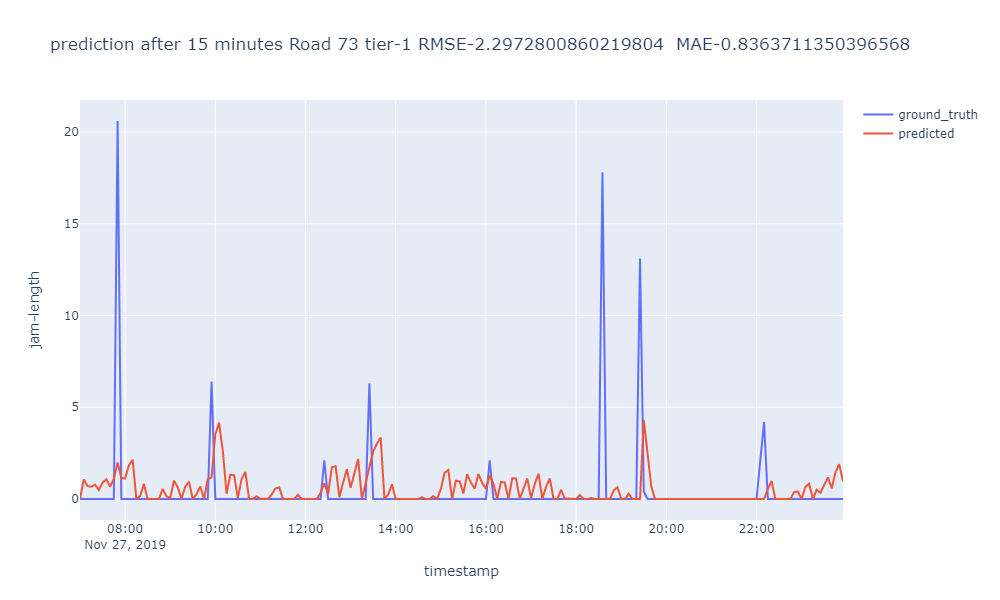 prediction after 15 minutes Road 73 tier-1 RMSE-2.2972800860219804  MAE-0.8363711350396568
ground_truth
predicted
20
15
10
5
0
jam-length
08:00
10:00
12:00
14:00
16:00
18:00
20:00
22:00
Nov 27, 2019
timestamp